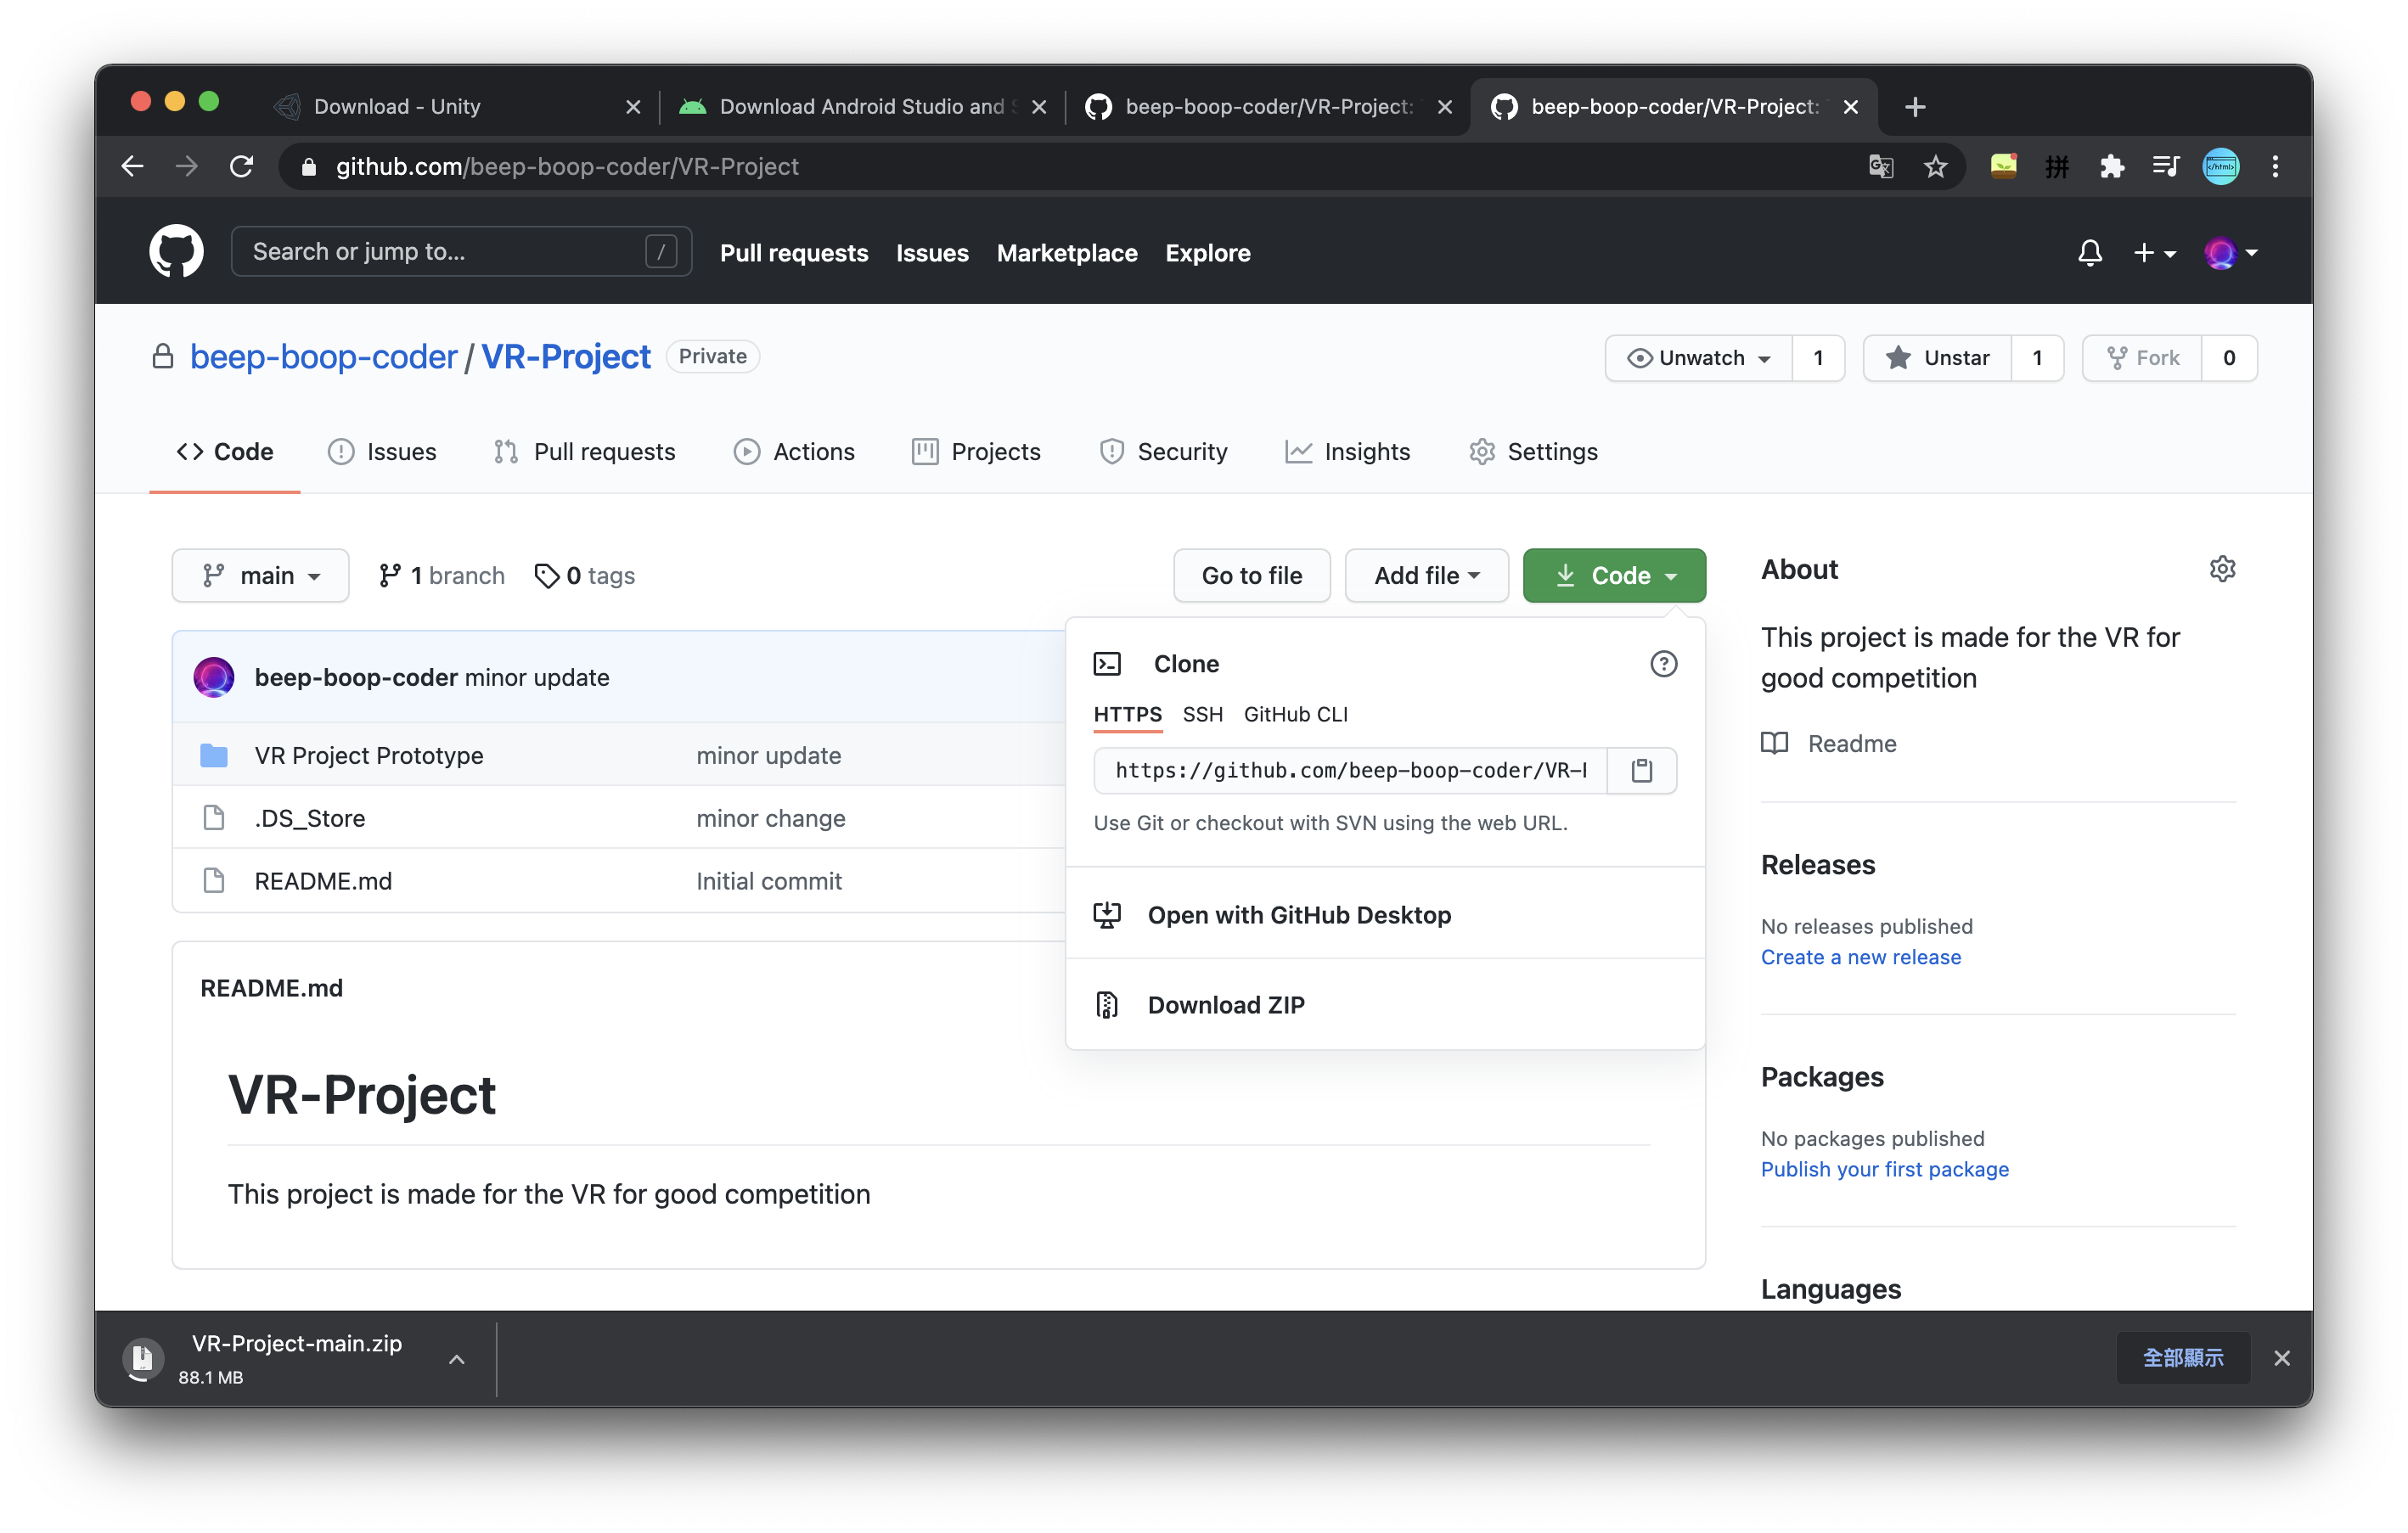 Download - Unity
Download Android Studio and S
beep-boop-coder/VR-Project:
beep-boop-coder/VR-Project:
github.com/beep-boop-coder/VR-Project
拼
</html>
Search or jump to...
/
Pull requests
Issues
Marketplace
Explore
beep-boop-coder / VR-Project
Private
Unwatch
1
Unstar
1
Fork
0
Code
Issues
Pull requests
Actions
Projects
Security
Insights
Settings
main
1 branch
0 tags
Go to file
Add file
Code
About
This project is made for the VR for
good competition
Readme
beep-boop-coder minor update
VR Project Prototype
minor update
.DS_Store
minor change
README.md
Initial commit
Clone
HTTPS
SSH
GitHub CLI
https://github.com/beep-boop-coder/VR-
Use Git or checkout with SVN using the web URL.
Open with GitHub Desktop
Download ZIP
Releases
No releases published
Create a new release
README.md
VR-Project
This project is made for the VR for good competition
Packages
No packages published
Publish your first package
Languages
VR-Project-main.zip
88.1 MB
全部顯示